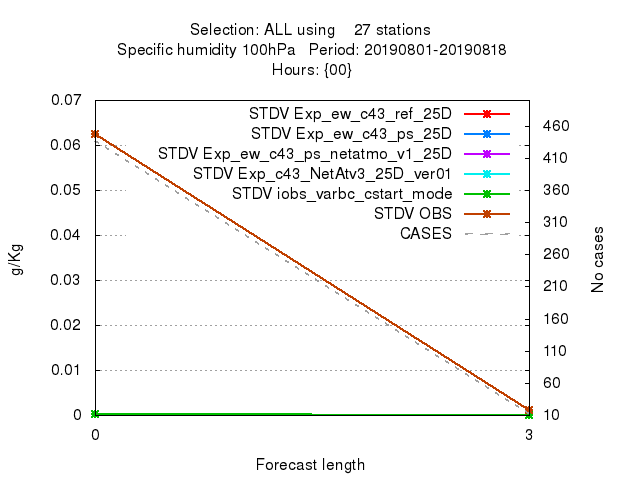 Selection: ALL using    27 stations
Specific humidity 100hPa   Period: 20190801-20190818
Hours: {00}
0.07
0.06
0.05
0.04
0.03
0.02
0.01
0
g/Kg
STDV Exp_ew_c43_ref_25D
STDV Exp_ew_c43_ps_25D
STDV Exp_ew_c43_ps_netatmo_v1_25D
STDV Exp_c43_NetAtv3_25D_ver01
STDV iobs_varbc_cstart_mode
STDV OBS
CASES
460
410
360
310
260
210
160
110
60
10
No cases
0
3
Forecast length